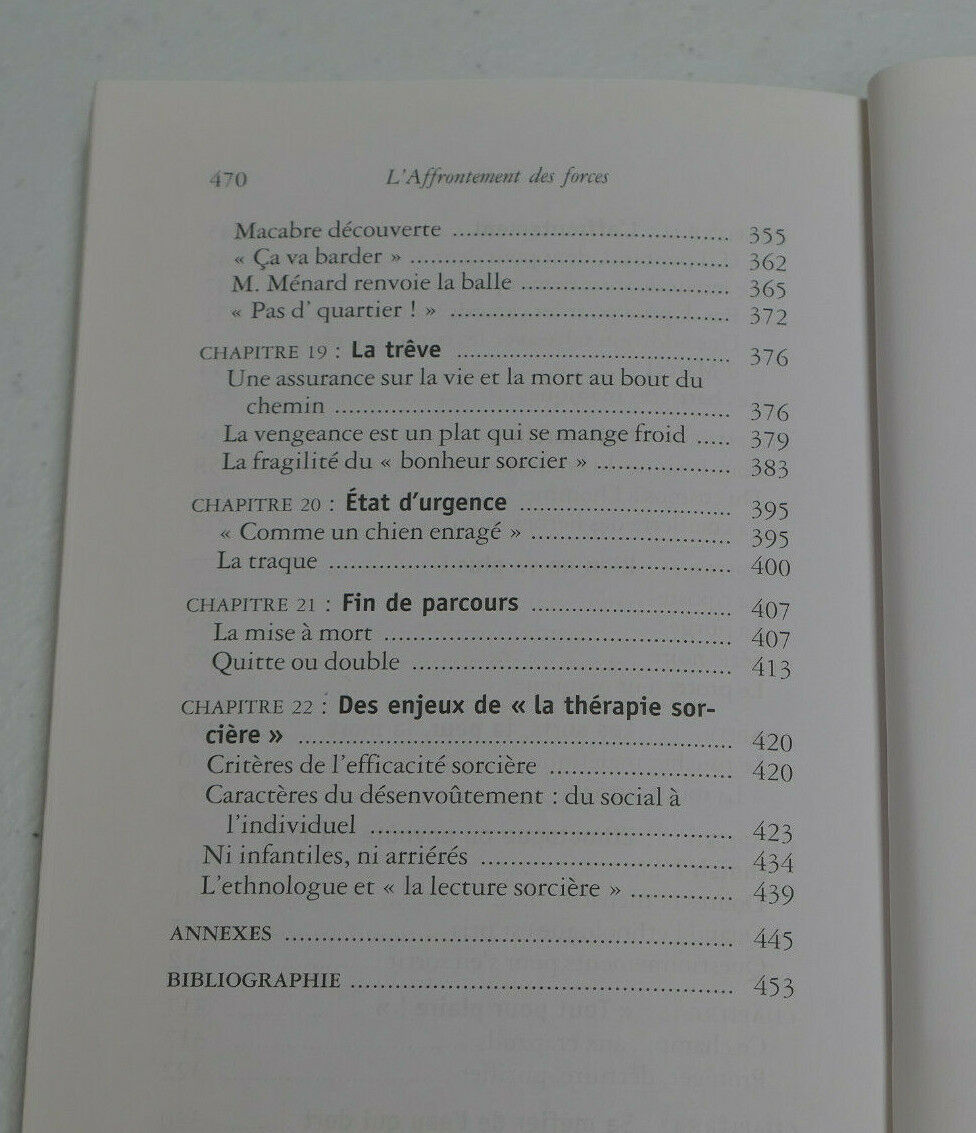 470 L'Affrontement des forces
Macabre découverte ........................................ 355
« Ça va barder » .............................................. 362
M. Ménard renvoie la balle .............................. 365
« Pas d' quartier ! » ........................................ 372
CHAPITRE 19 : La trêve ........................................ 376
Une assurance sur la vie et la mort au bout du
chemin ......................................................... 376
La vengeance est un plat qui se mange froid ..... 379
La fragilité du « bonheur sorcier » .................... 383
CHAPITRE 20 : État d'urgence .............................. 395
« Comme un chien enragé » ............................. 395
La traque ......................................................... 400
CHAPITRE 21 : Fin de parcours ............................. 407
La mise à mort .................................................. 407
Quitte ou double .............................................. 413
CHAPITRE 22 : Des enjeux de « la thérapie sor-
cière » .............................................................. 420
Critères de l'efficacité sorcière .......................... 420
Caractères du désenvoûtement : du social à
l'individuel .................................................... 423
Ni infantiles, ni arriérés .................................... 434
L'ethnologue et « la lecture sorcière » ............... 439
ANNEXES ................................................................ 445
BIBLIOGRAPHIE ...................................................... 453